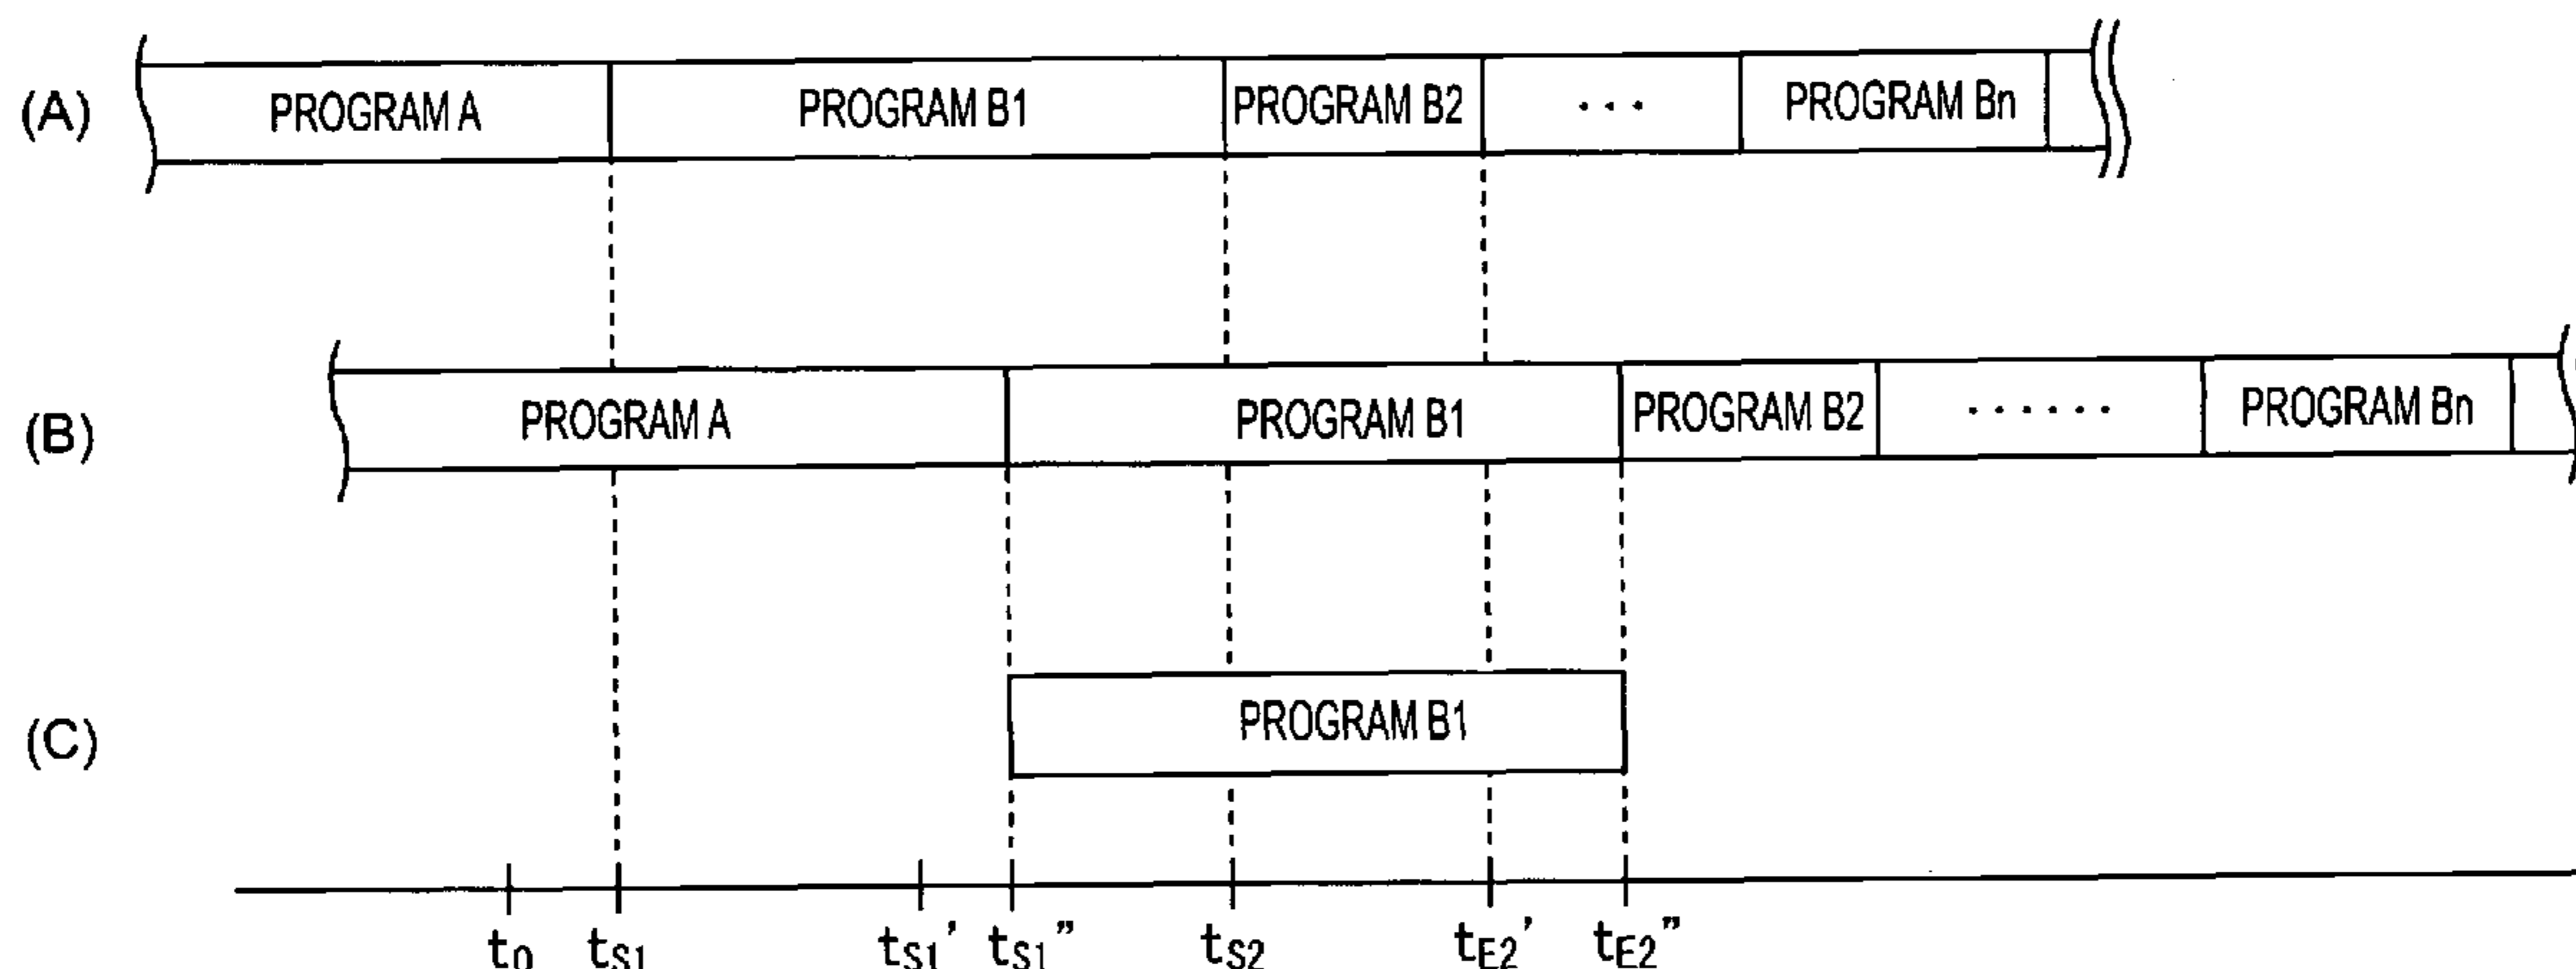 (A) PROGRAM A PROGRAM B1 PROGRAM B2 ··· PROGRAM Bn
(B) PROGRAM A PROGRAM B1 PROGRAM B2 ······ PROGRAM Bn
(C) PROGRAM B1
t0 tS1 tS1' tS1" tS2 tE2' tE2"